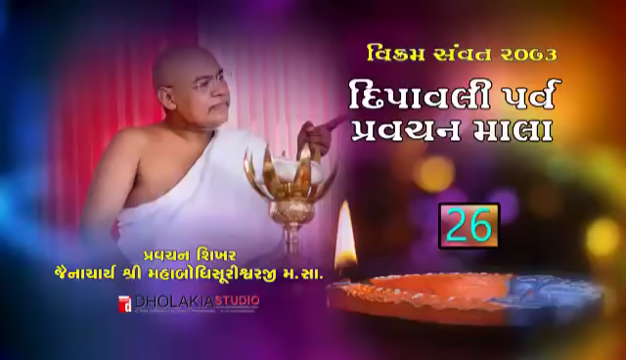 વિક્રમ સંવત ૨૦૭૩
દિપાવલી પર્વ
પ્રવચન માલા
26
પ્રવચન શિખર
જૈનાચાર્ય શ્રી મહાબોધિસૂરીશ્વરજી મ.સા.
DHOLAKIA STUDIO